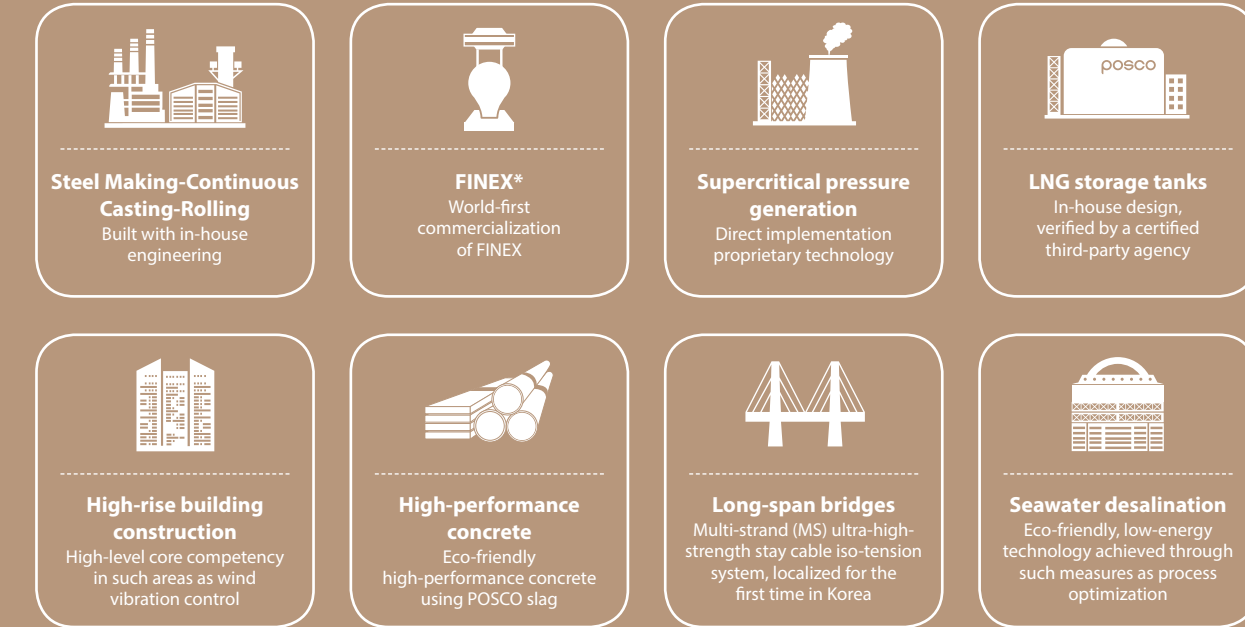 posco
Steel Making-Continuous
Casting-Rolling
Built with in-house
engineering
FINEX*
World-first
commercialization
of FINEX
Supercritical pressure
generation
Direct implementation
proprietary technology
LNG storage tanks
In-house design,
verified by a certified
third-party agency
High-rise building
construction
High-level core competency
in such areas as wind
vibration control
High-performance
concrete
Eco-friendly
high-performance concrete
using POSCO slag
Long-span bridges
Multi-strand (MS) ultra-high-
strength stay cable iso-tension
system, localized for the
first time in Korea
Seawater desalination
Eco-friendly, low-energy
technology achieved through
such measures as process
optimization